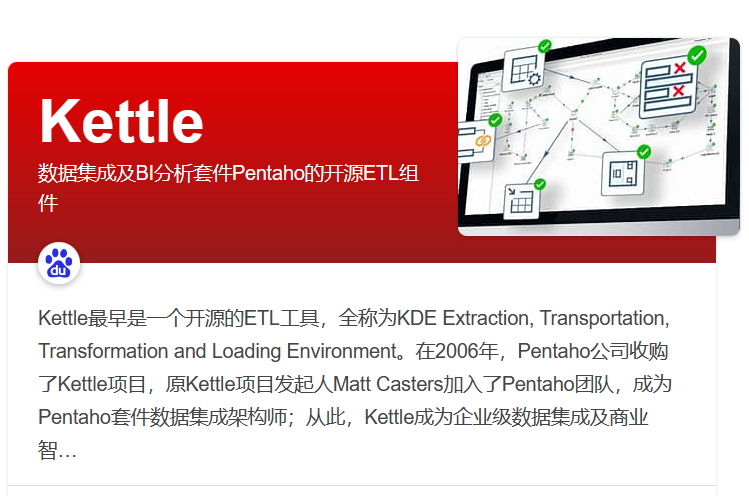 Kettle
数据集成及BI分析套件Pentaho的开源ETL组
件
du
Kettle最早是一个开源的ETL工具，全称为KDE Extraction, Transportation,
Transformation and Loading Environment。在2006年，Pentaho公司收购
了Kettle项目，原Kettle项目发起人Matt Casters加入了Pentaho团队，成为
Pentaho套件数据集成架构师；从此，Kettle成为企业级数据集成及商业
智…